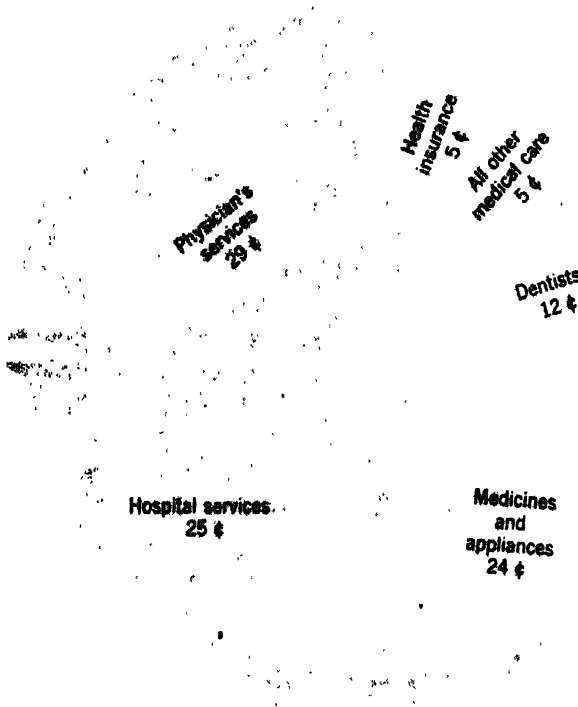 Health
insurance
5 ¢
All other
medical care
5 ¢
Physician's
services
29 ¢
Dentists
12 ¢
Hospital services
25 ¢
Medicines
and
appliances
24 ¢